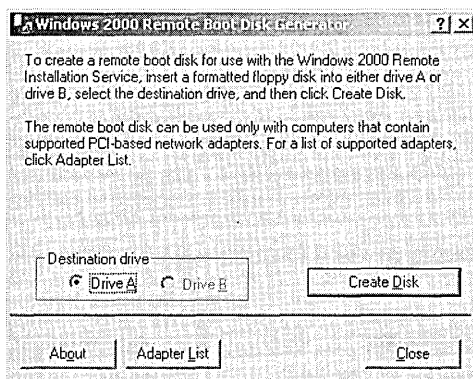 Windows 2000 Remote Boot Disk Generator
To create a remote boot disk for use with the Windows 2000 Remote
Installation Service, insert a formatted floppy disk into either drive A or
drive B, select the destination drive, and then click Create Disk.
The remote boot disk can be used only with computers that contain
supported PCI-based network adapters. For a list of supported adapters,
click Adapter List.
Destination drive
Drive A Drive B
Create Disk
About Adapter List Close